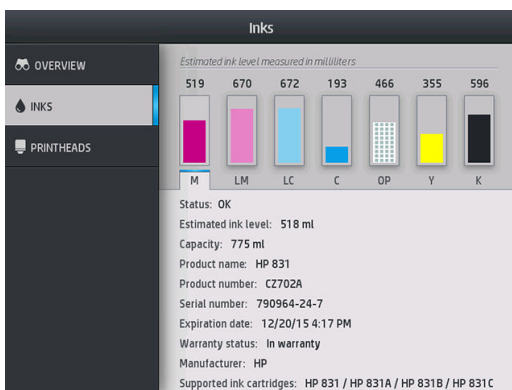 Inks
OVERVIEW
INKS
PRINTHEADS
Estimated ink level measured in milliliters
519 670 672 193 466 355 596
M LM LC C OP Y K
Status: OK
Estimated ink level: 518 ml
Capacity: 775 ml
Product name: HP 831
Product number: CZ702A
Serial number: 790964-24-7
Expiration date: 12/20/15 4:17 PM
Warranty status: In warranty
Manufacturer: HP
Supported ink cartridges: HP 831 / HP 831A / HP 831B / HP 831C